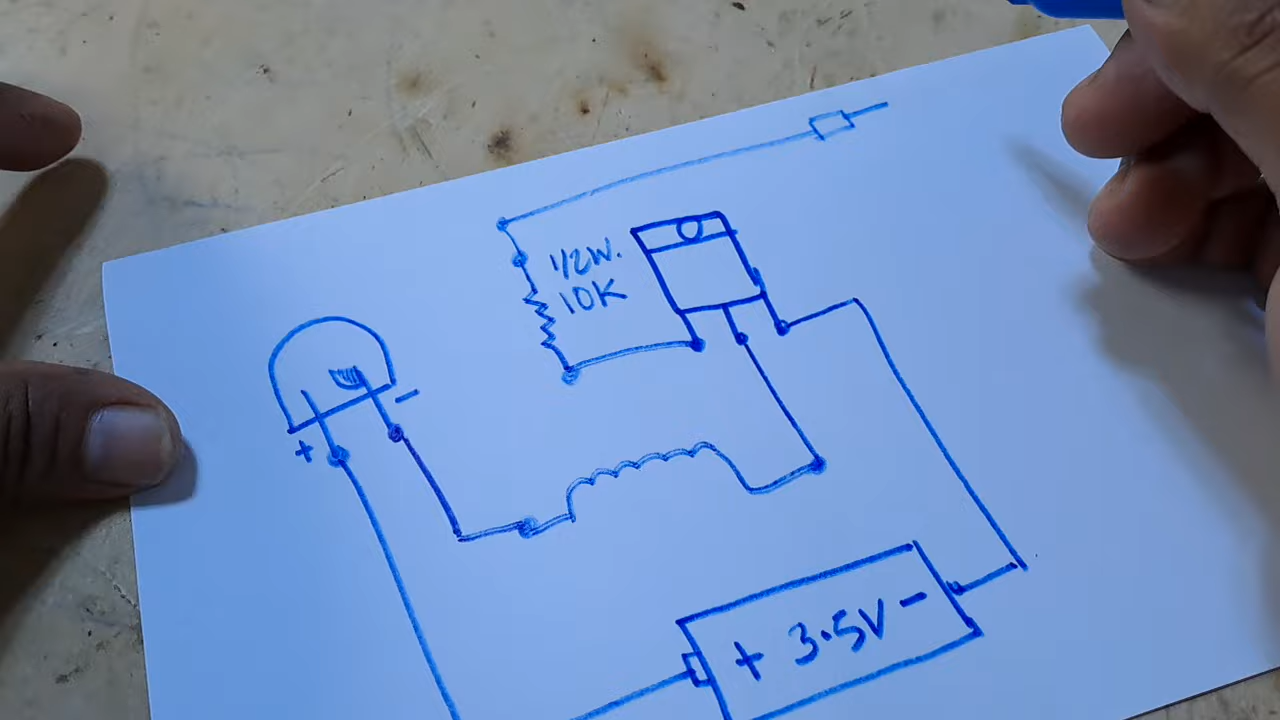 1/2W.
10K
-
+
+ 3.5V -